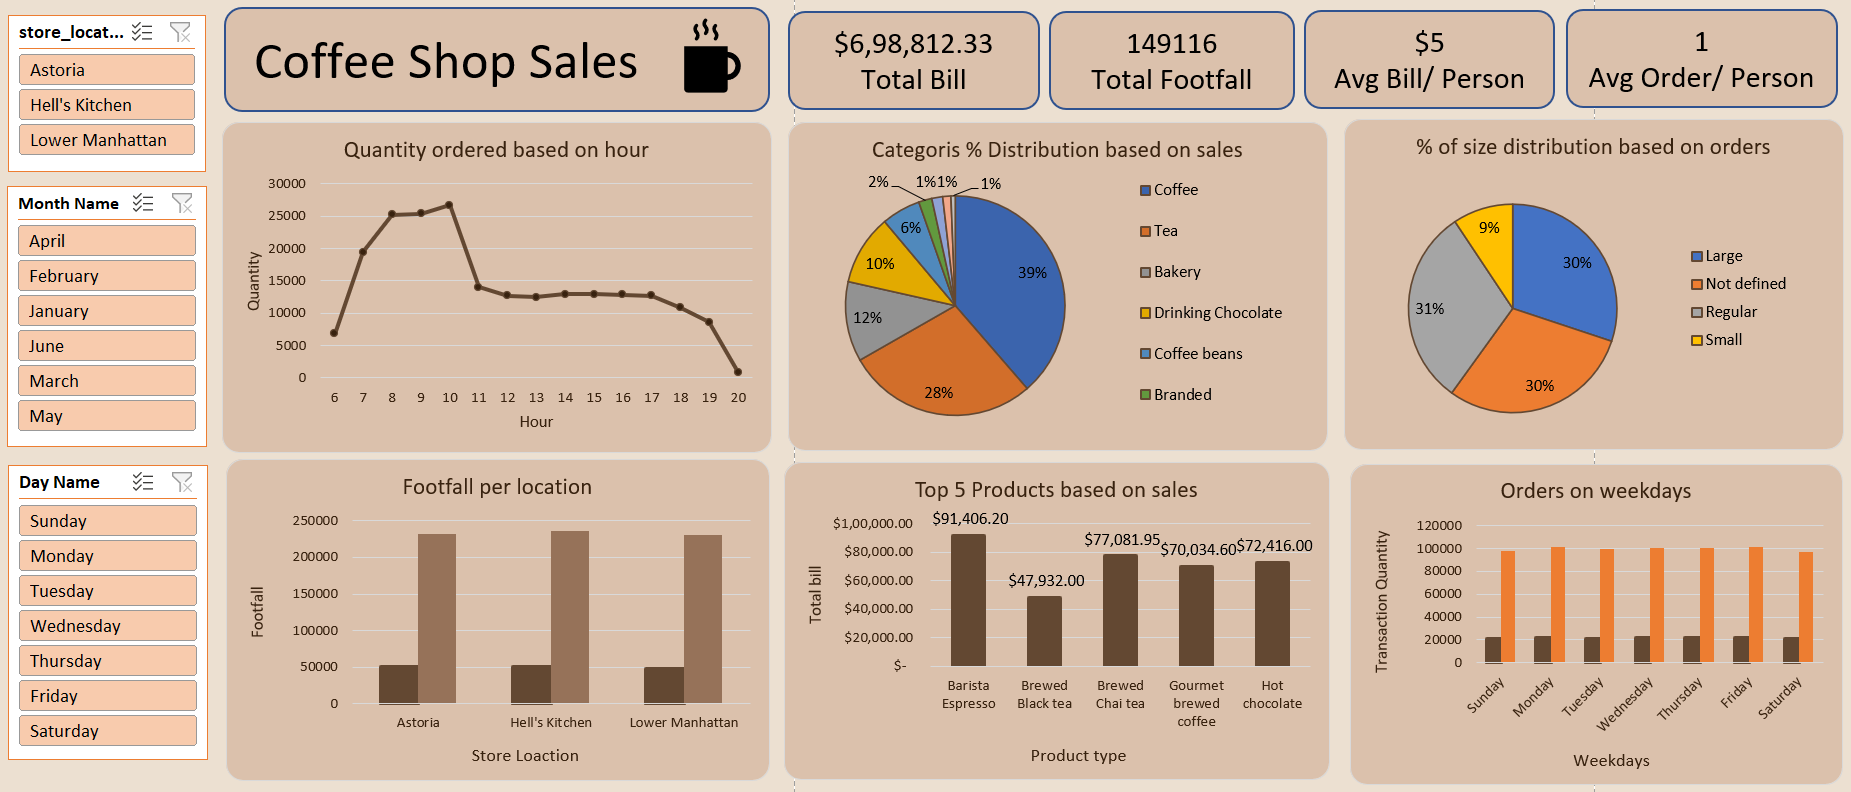 store_locat...
Astoria
Hell's Kitchen
Lower Manhattan
Month Name
April
February
January
June
March
May
Day Name
Sunday
Monday
Tuesday
Wednesday
Thursday
Friday
Saturday
Coffee Shop Sales
$6,98,812.33
Total Bill
149116
Total Footfall
$5
Avg Bill/ Person
1
Avg Order/ Person
Quantity ordered based on hour
Quantity
30000
25000
20000
15000
10000
5000
0
6 7 8 9 10 11 12 13 14 15 16 17 18 19 20
Hour
Categoris % Distribution based on sales
2% 1% 1% 1%
6%
10%
12%
28%
39%
Coffee
Tea
Bakery
Drinking Chocolate
Coffee beans
Branded
% of size distribution based on orders
9%
30%
31%
30%
Large
Not defined
Regular
Small
Footfall per location
Footfall
250000
200000
150000
100000
50000
0
Astoria Hell's Kitchen Lower Manhattan
Store Loaction
Top 5 Products based on sales
Total bill
$1,00,000.00
$80,000.00
$60,000.00
$40,000.00
$20,000.00
$-
$91,406.20
$47,932.00
$77,081.95
$70,034.60
$72,416.00
Barista
Espresso
Brewed
Black tea
Brewed
Chai tea
Gourmet
brewed
coffee
Hot
chocolate
Product type
Orders on weekdays
Transaction Quantity
120000
100000
80000
60000
40000
20000
0
Sunday
Monday
Tuesday
Wednesday
Thursday
Friday
Saturday
Weekdays